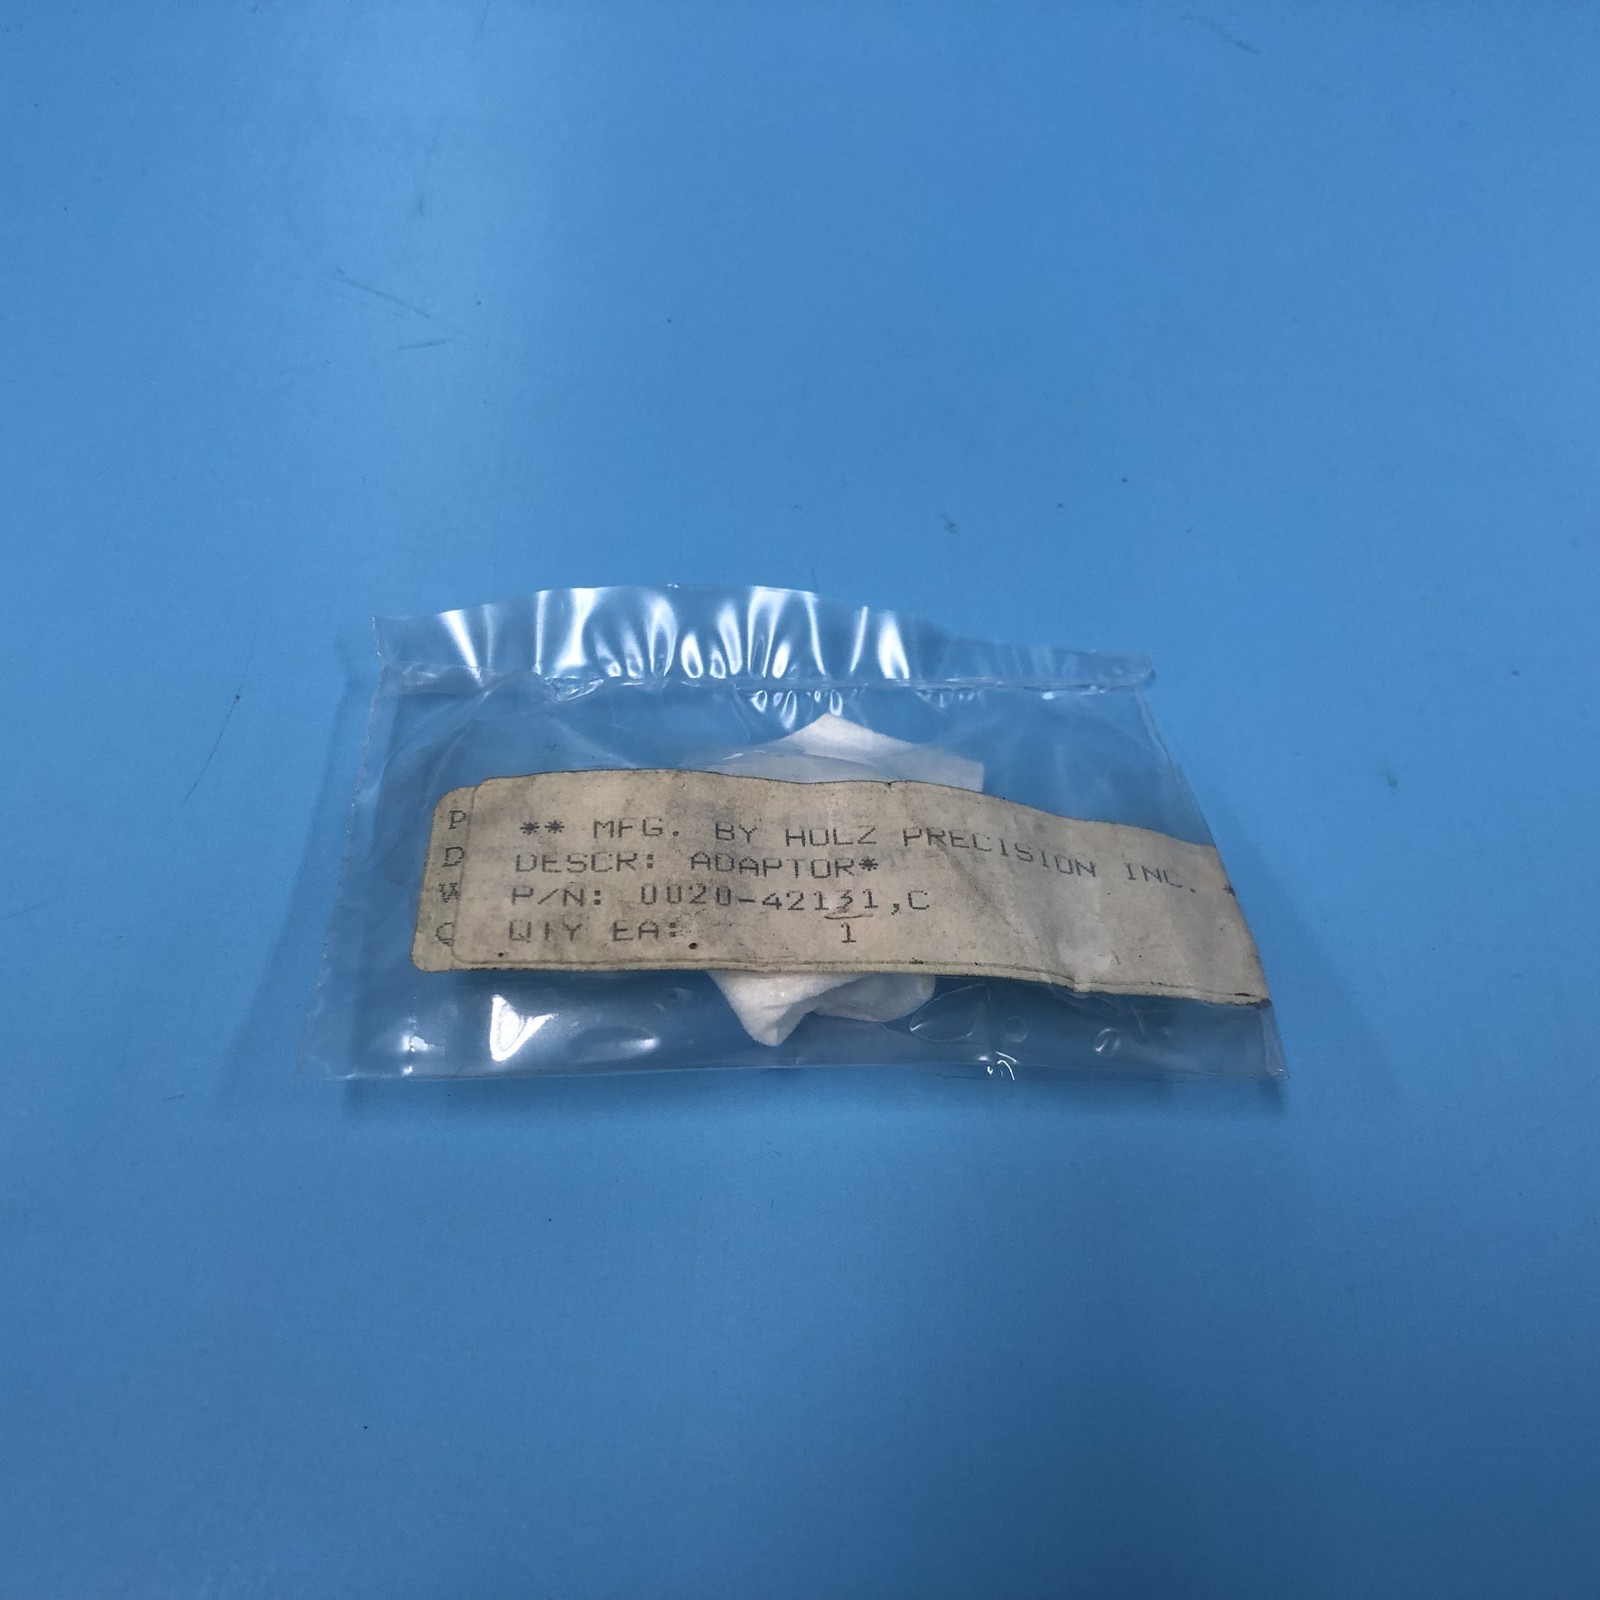 ** MFG. BY HOLZ PRECISION INC. *
DESCR: ADAPTOR*
P/N: 0020-42131,C
QTY EA: 1
P
D
W
Q